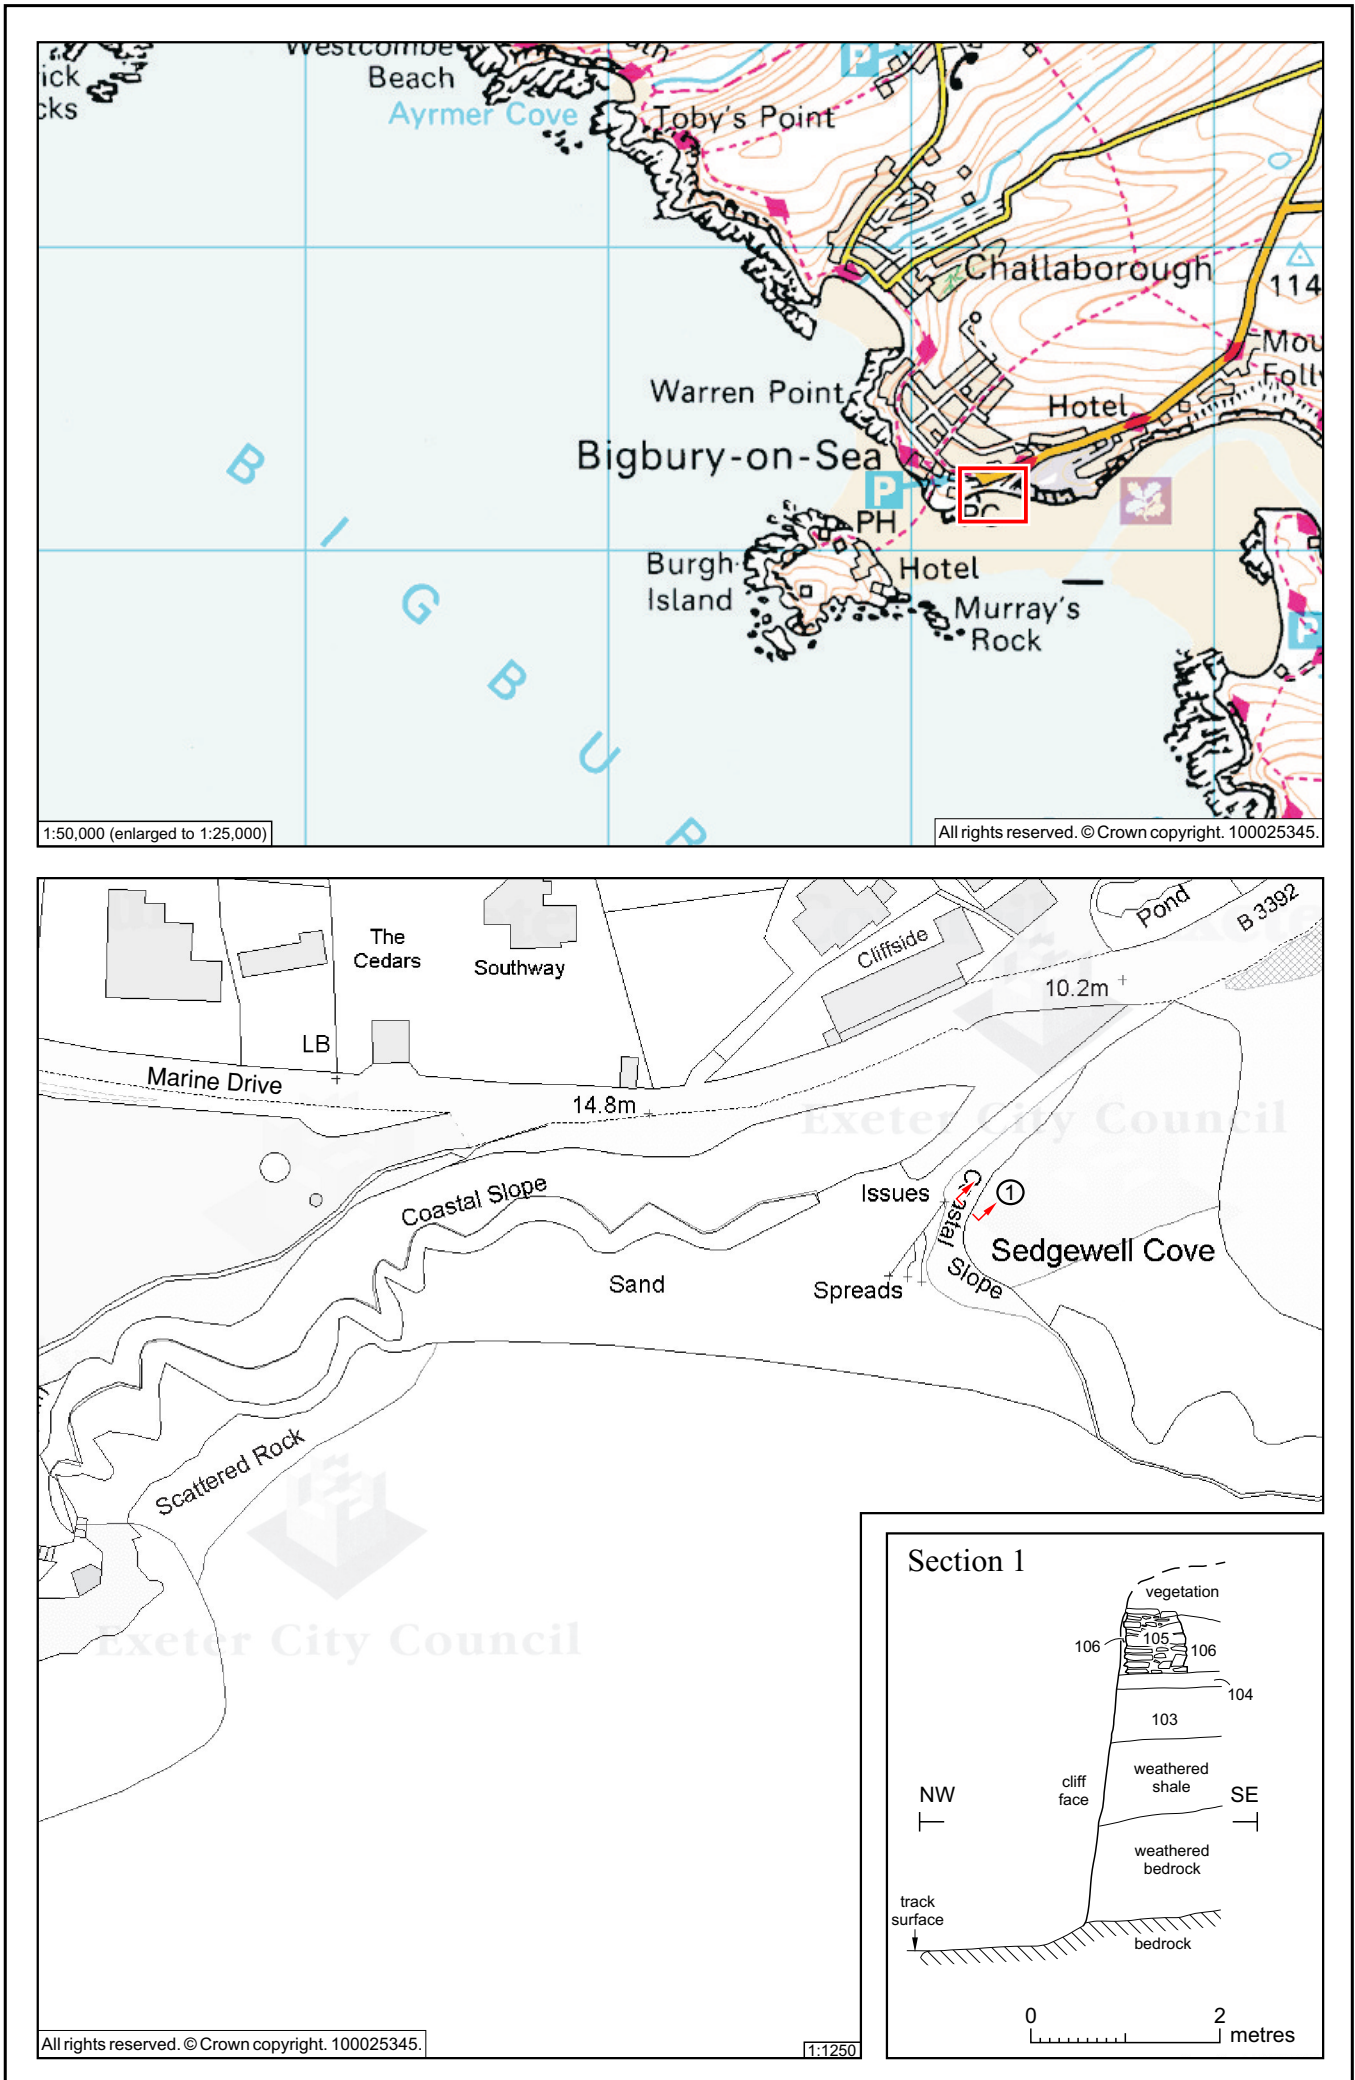 Westcombe
Beach
ick
cks
Ayrmer Cove
Toby's Point
P
Challaborough
114
Mou
Folly
Warren Point
Hotel
Bigbury-on-Sea
P
PC
PH
Burgh
Island
Hotel
Murray's
Rock
P
B
I
G
B
U
R
1:50,000 (enlarged to 1:25,000)
All rights reserved. © Crown copyright. 100025345.
Pond
B 3392
The
Cedars
Southway
Cliffside
10.2m
LB
Marine Drive
14.8m
Exeter City Council
Coastal Slope
Issues
1
Coastal
Slope
Sedgewell Cove
Sand
Spreads
Scattered Rock
Exeter City Council
All rights reserved. © Crown copyright. 100025345.
1:1250
Section 1
vegetation
106
105
106
104
103
weathered
shale
cliff
face
NW
SE
weathered
bedrock
track
surface
bedrock
0
2
metres